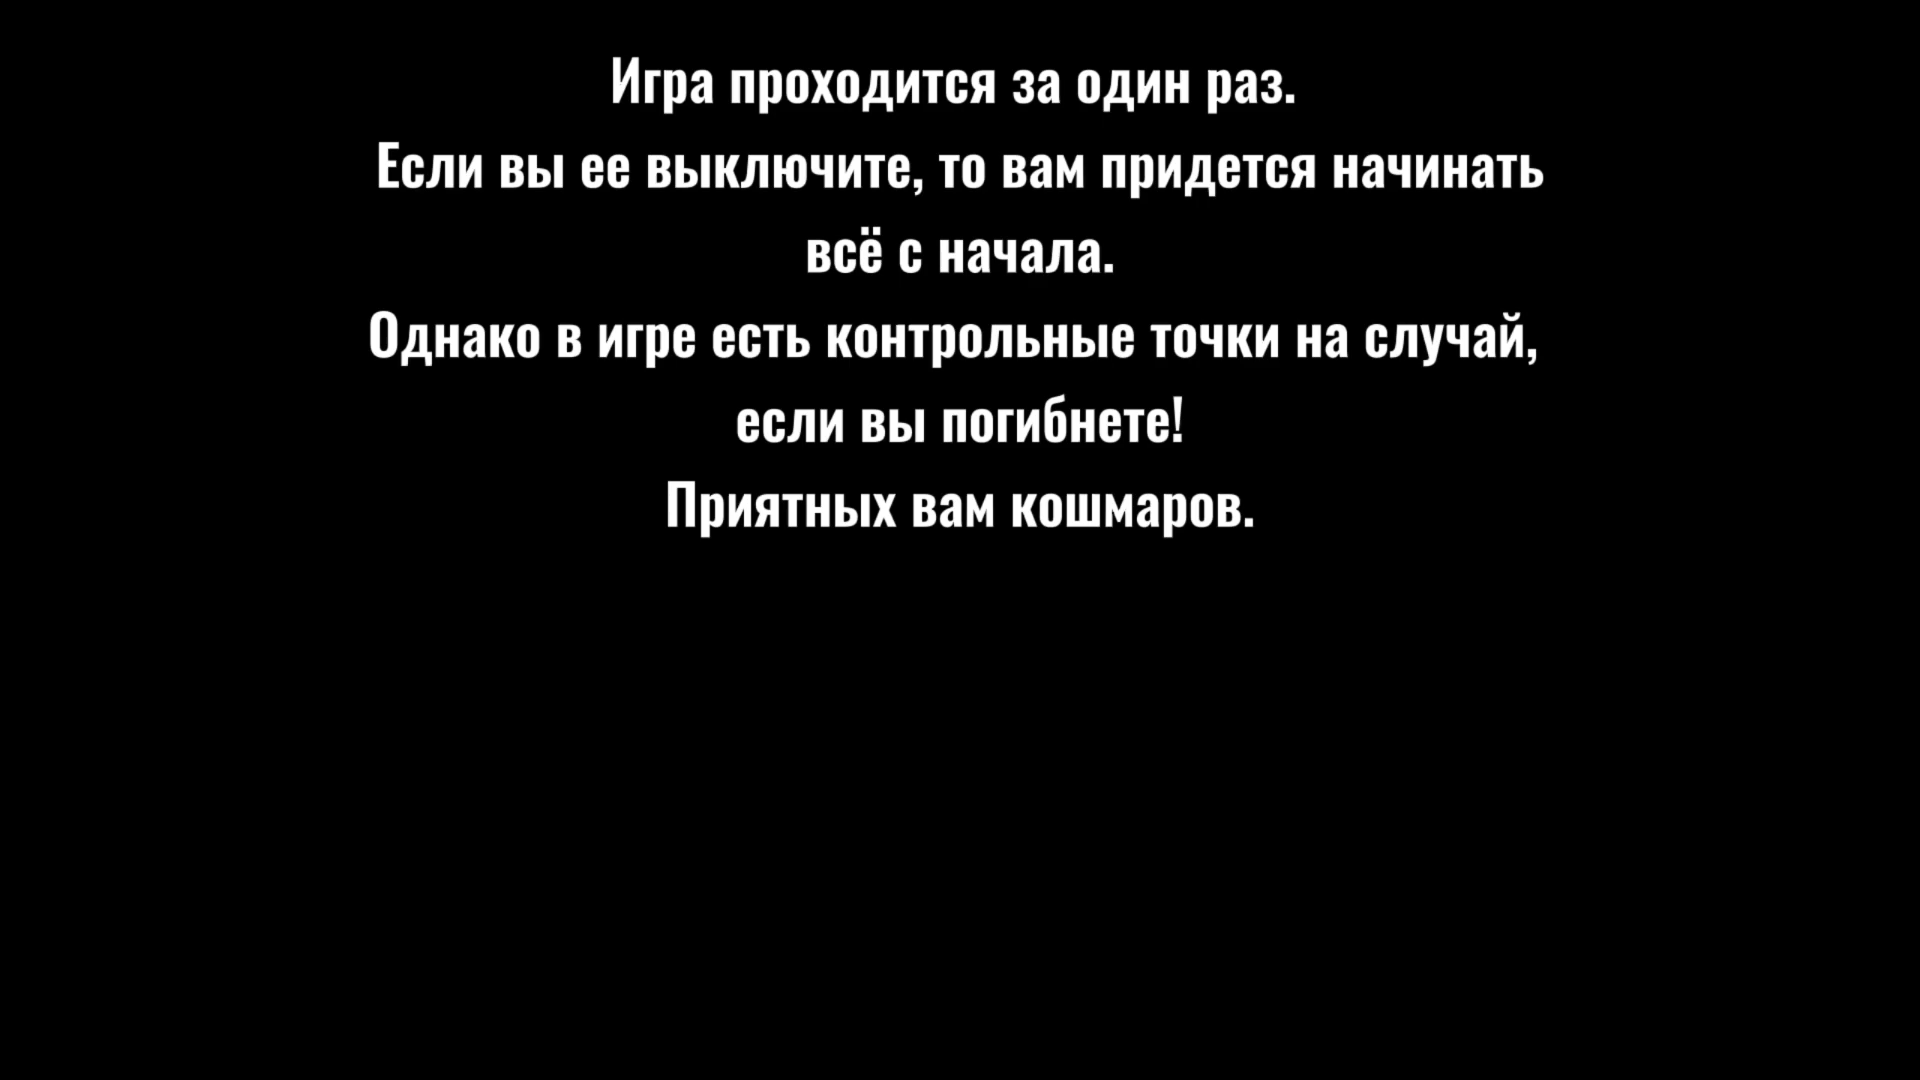 Игра проходится за один раз.
Если вы ее выключите, то вам придется начинать
всё с начала.
Однако в игре есть контрольные точки на случай,
если вы погибнете!
Приятных вам кошмаров.